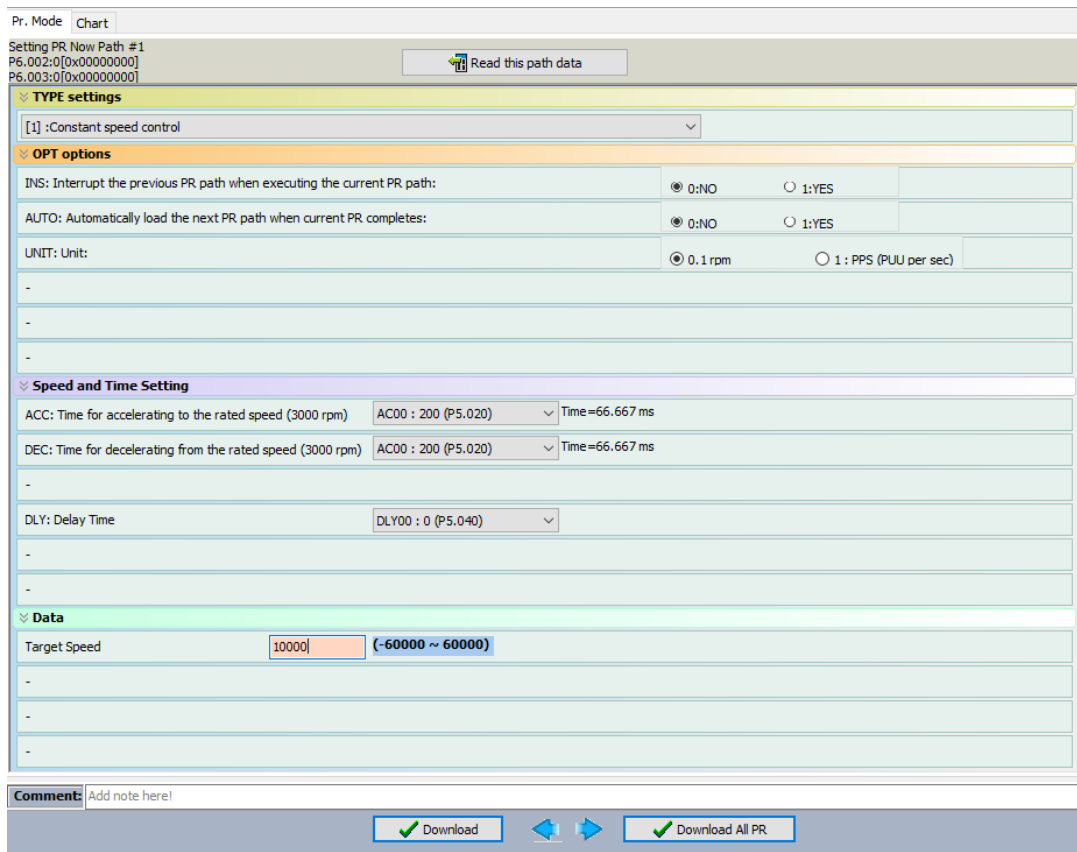 Pr. Mode Chart
Setting PR Now Path #1
P6.002:0[0x00000000]
P6.003:0[0x00000000]
Read this path data
TYPE settings
[1] :Constant speed control
OPT options
INS: Interrupt the previous PR path when executing the current PR path: 0:NO 1:YES
AUTO: Automatically load the next PR path when current PR completes: 0:NO 1:YES
UNIT: Unit: 0.1 rpm 1 : PPS (PUU per sec)
-
-
-
Speed and Time Setting
ACC: Time for accelerating to the rated speed (3000 rpm) AC00 : 200 (P5.020) Time=66.667 ms
DEC: Time for decelerating from the rated speed (3000 rpm) AC00 : 200 (P5.020) Time=66.667 ms
-
DLY: Delay Time DLY00 : 0 (P5.040)
-
-
Data
Target Speed 10000 (-60000 ~ 60000)
-
-
-
Comment: Add note here!
Download Download All PR